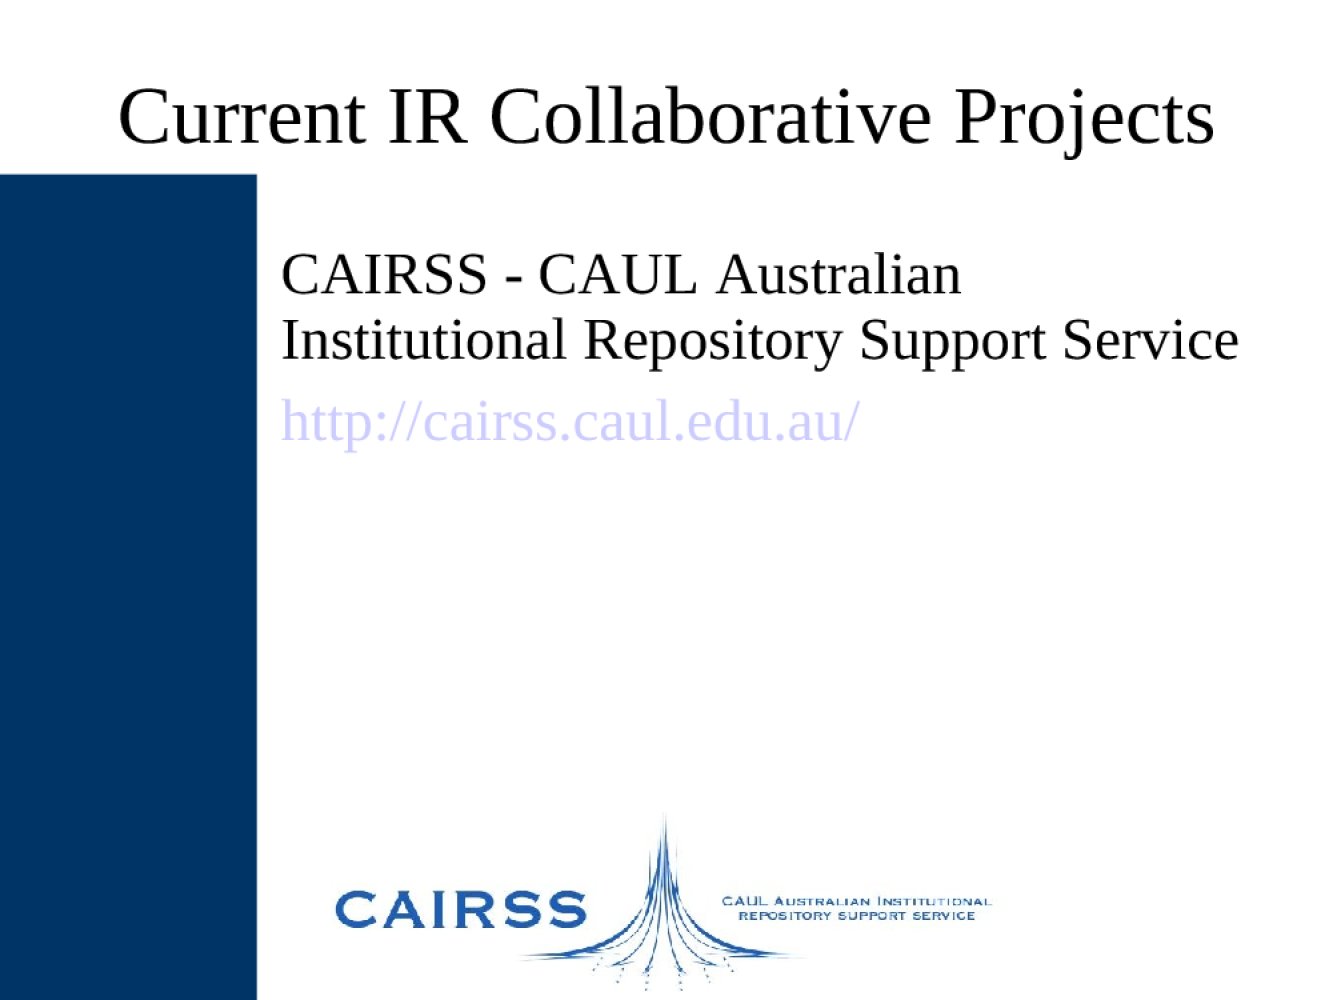 Current IR Collaborative Projects
CAIRSS - CAUL Australian
Institutional Repository Support Service
http://cairss.caul.edu.au/
CAIRSS
CAUL Australian Institutional
Repository Support Service